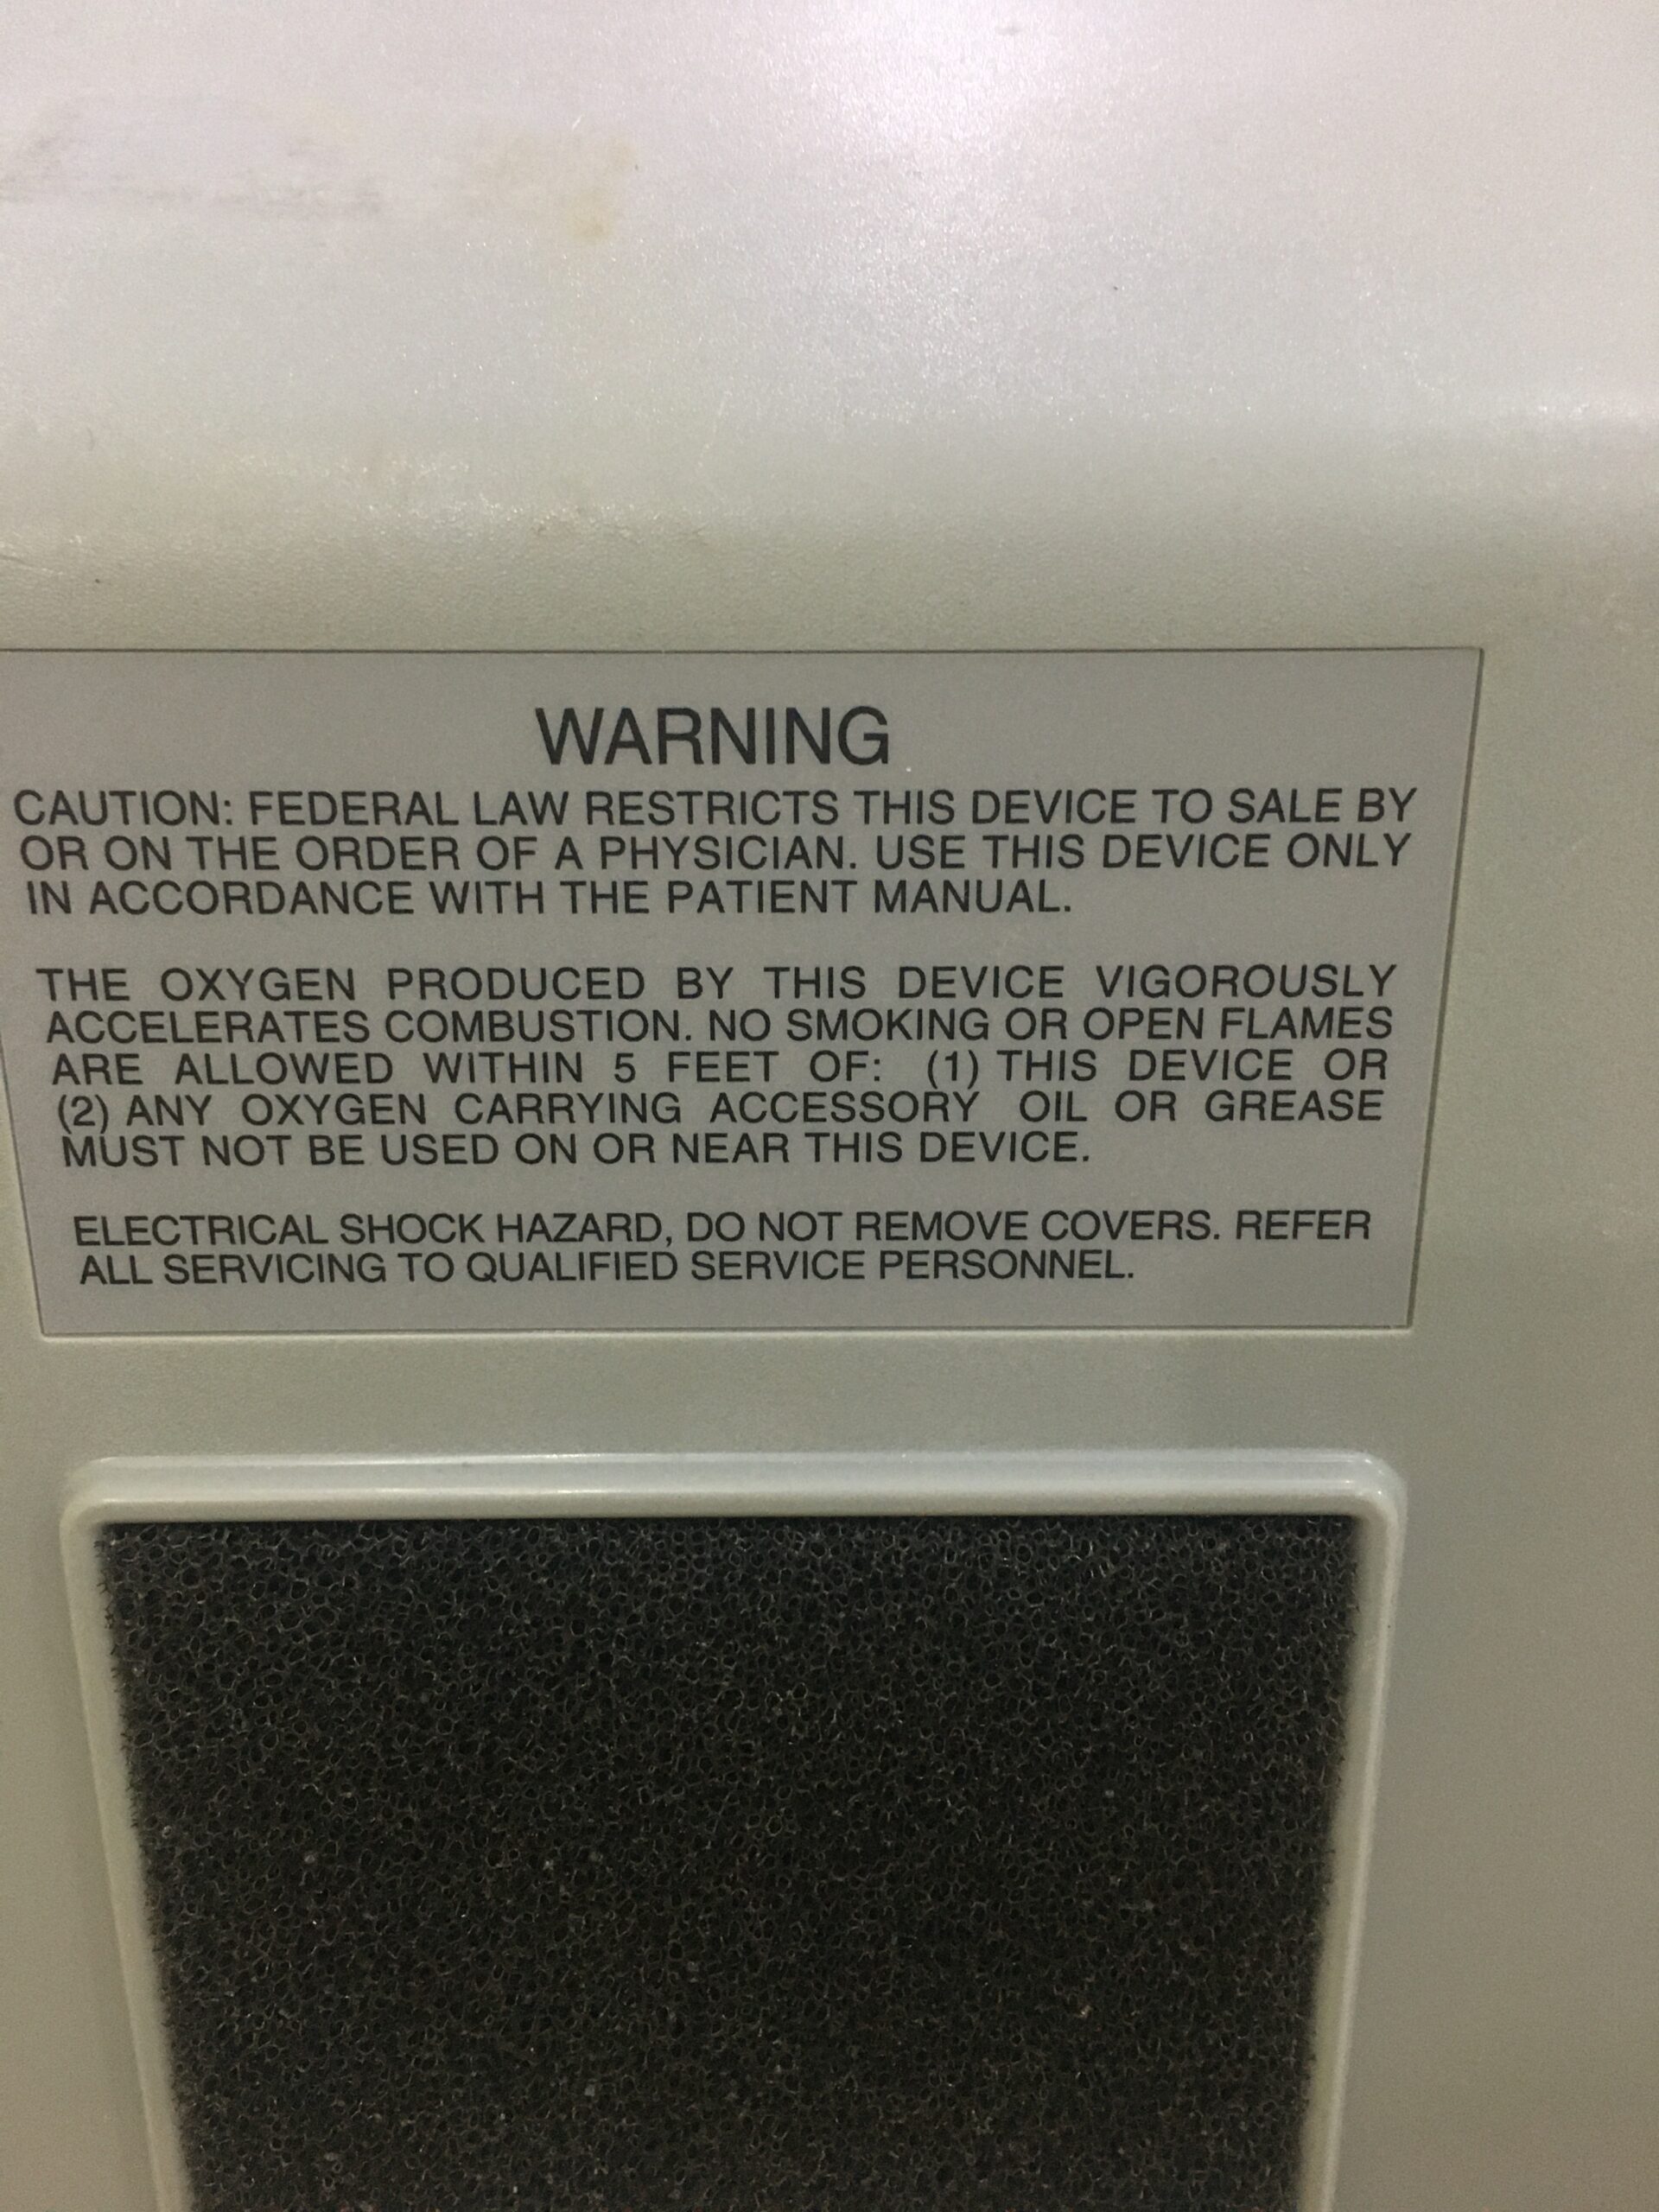 WARNING
CAUTION: FEDERAL LAW RESTRICTS THIS DEVICE TO SALE BY
OR ON THE ORDER OF A PHYSICIAN. USE THIS DEVICE ONLY
IN ACCORDANCE WITH THE PATIENT MANUAL.
THE OXYGEN PRODUCED BY THIS DEVICE VIGOROUSLY
ACCELERATES COMBUSTION. NO SMOKING OR OPEN FLAMES
ARE ALLOWED WITHIN 5 FEET OF: (1) THIS DEVICE OR
(2) ANY OXYGEN CARRYING ACCESSORY OIL OR GREASE
MUST NOT BE USED ON OR NEAR THIS DEVICE.
ELECTRICAL SHOCK HAZARD, DO NOT REMOVE COVERS. REFER
ALL SERVICING TO QUALIFIED SERVICE PERSONNEL.